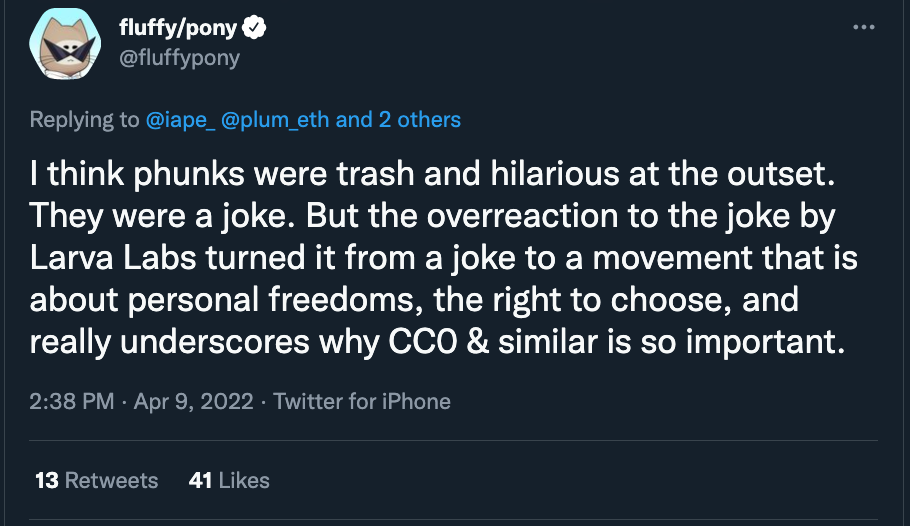 fluffy/pony
@fluffypony
Replying to @iape_ @plum_eth and 2 others
I think phunks were trash and hilarious at the outset.
They were a joke. But the overreaction to the joke by
Larva Labs turned it from a joke to a movement that is
about personal freedoms, the right to choose, and
really underscores why CC0 & similar is so important.
2:38 PM · Apr 9, 2022 · Twitter for iPhone
13 Retweets 41 Likes